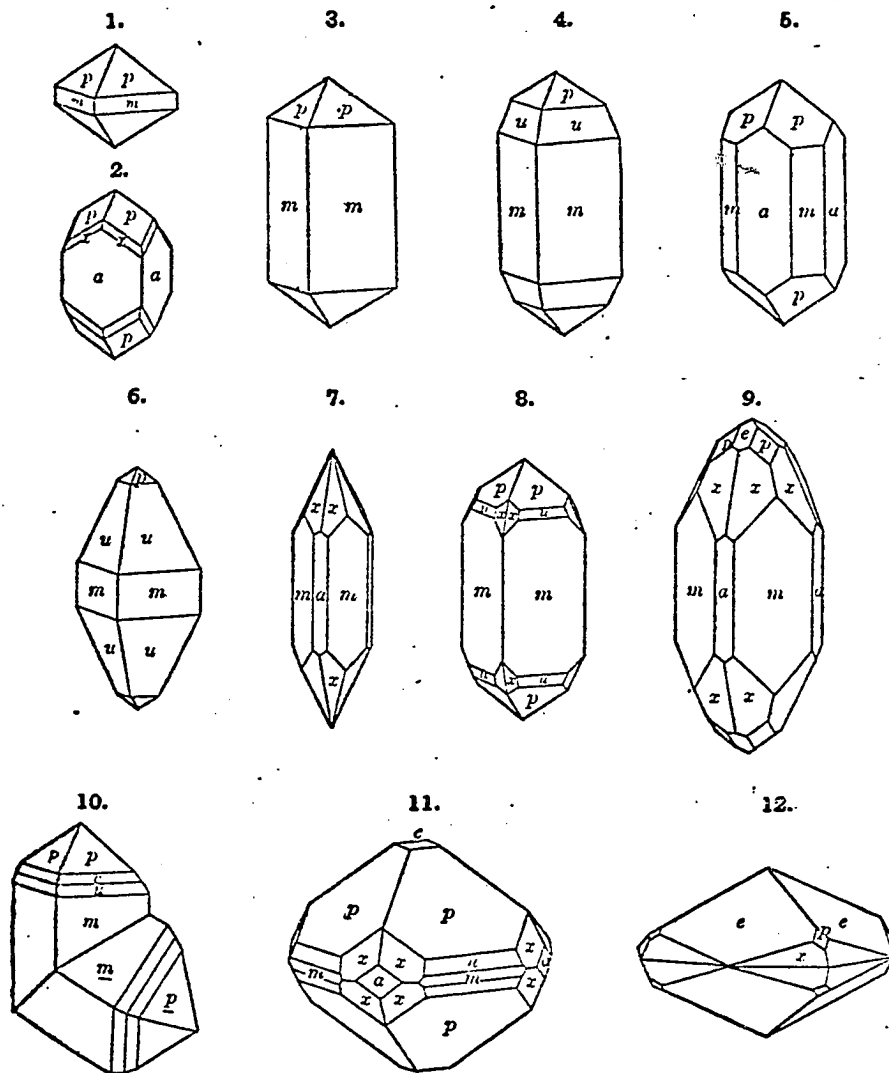 1.
p p
m m
2.
p p
x x
a a
p
3.
p p
m m
4.
p
u u
m m
5.
p p
m a m a
p
6.
p
u u
m m
u u
7.
x x
m a m
x
8.
p p
u x x u
m m
u x u
p
9.
p e p
x x x
m a m a
x x
10.
p p
u
m
m
p
11.
e
p p
x x u x
m a m a
x x x
p
12.
e e
p
x